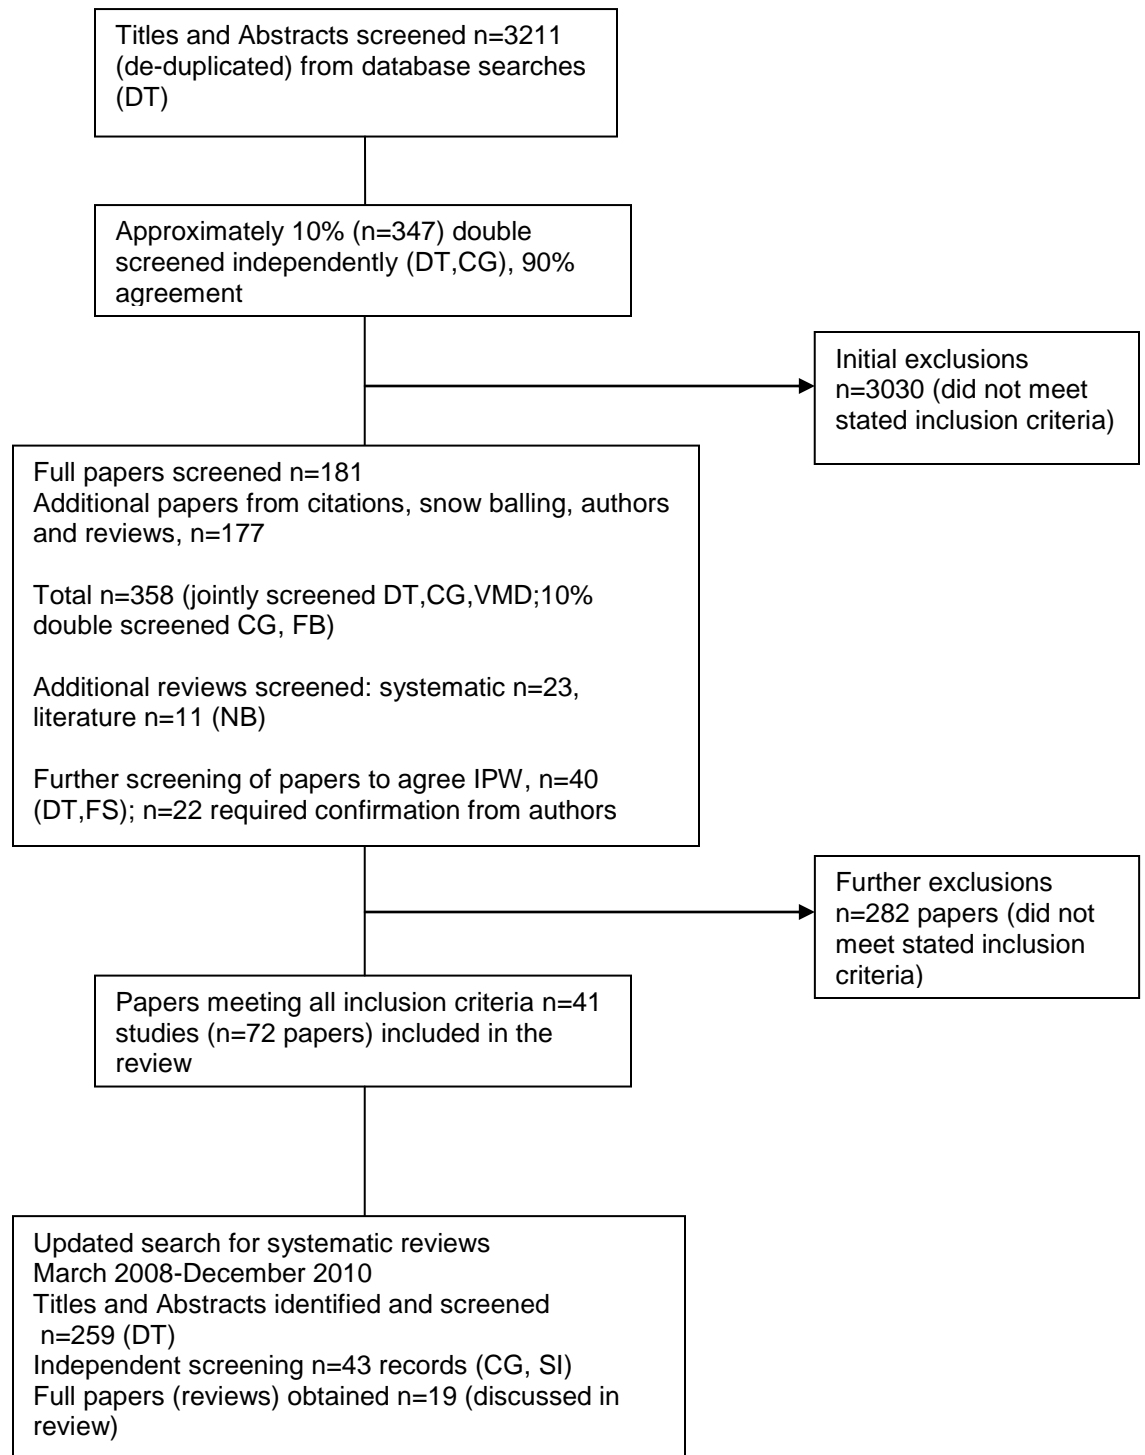 Titles and Abstracts screened n=3211
(de-duplicated) from database searches
(DT)
Approximately 10% (n=347) double
screened independently (DT,CG), 90%
agreement
Initial exclusions
n=3030 (did not meet
stated inclusion criteria)
Full papers screened n=181
Additional papers from citations, snow balling, authors
and reviews, n=177
Total n=358 (jointly screened DT,CG,VMD;10%
double screened CG, FB)
Additional reviews screened: systematic n=23,
literature n=11 (NB)
Further screening of papers to agree IPW, n=40
(DT,FS); n=22 required confirmation from authors
Further exclusions
n=282 papers (did not
meet stated inclusion
criteria)
Papers meeting all inclusion criteria n=41
studies (n=72 papers) included in the
review
Updated search for systematic reviews
March 2008-December 2010
Titles and Abstracts identified and screened
n=259 (DT)
Independent screening n=43 records (CG, SI)
Full papers (reviews) obtained n=19 (discussed in
review)